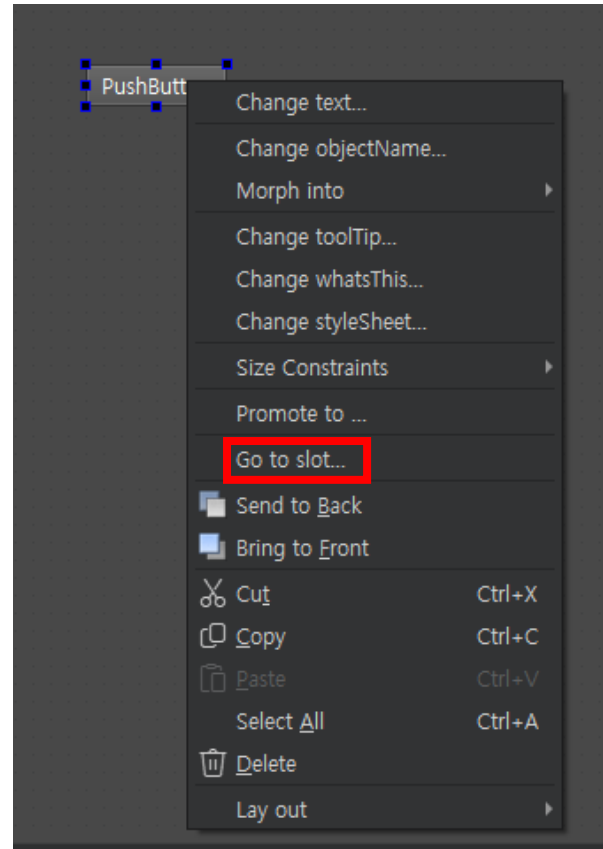 PushButt
Change text...
Change objectName...
Morph into
Change toolTip...
Change whatsThis...
Change styleSheet...
Size Constraints
Promote to ...
Go to slot...
Send to Back
Bring to Front
Cut Ctrl+X
Copy Ctrl+C
Paste Ctrl+V
Select All Ctrl+A
Delete
Lay out